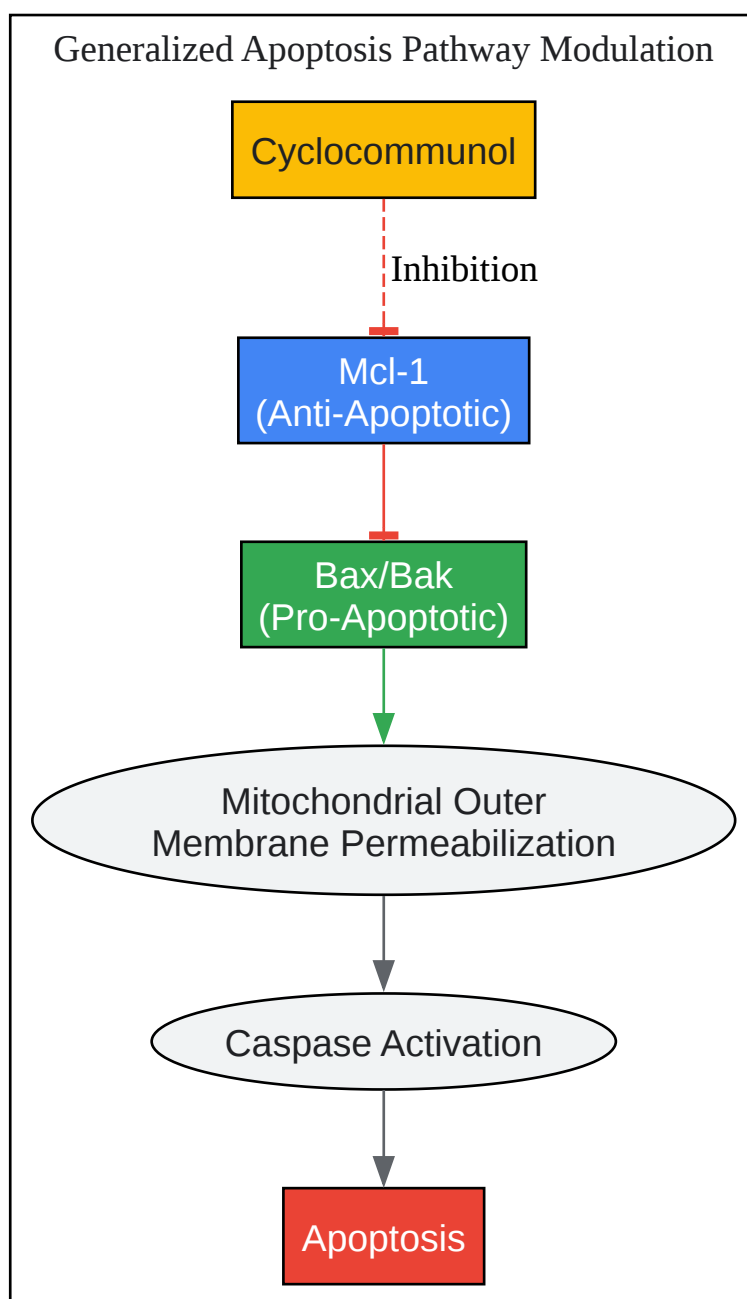 Generalized Apoptosis Pathway Modulation
Cyclocommunol
Inhibition
Mcl-1
(Anti-Apoptotic)
Bax/Bak
(Pro-Apoptotic)
Mitochondrial Outer
Membrane Permeabilization
Caspase Activation
Apoptosis